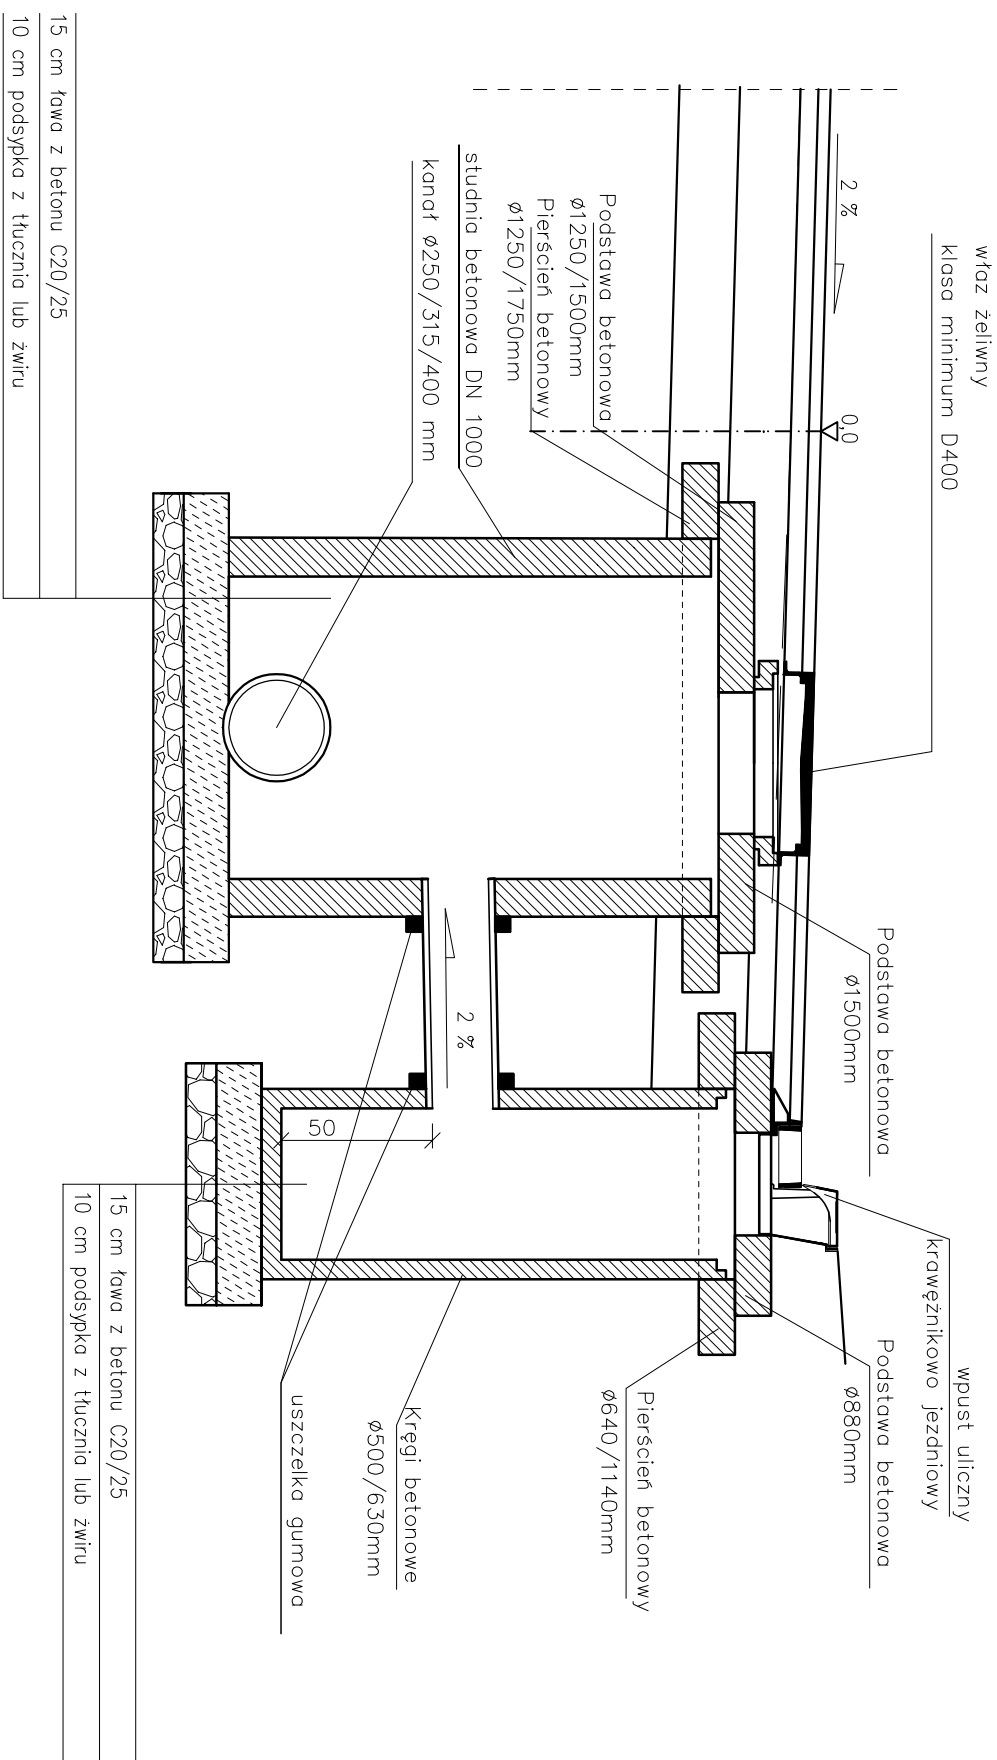 właz żeliwny
klasa minimum D400
2 %
0,0
Podstawa betonowa
ø1250/1500mm
Pierścień betonowy
ø1250/1750mm
studnia betonowa DN 1000
kanał ø250/315/400 mm
15 cm ława z betonu C20/25
10 cm podsypka z tłucznia lub żwiru
Podstawa betonowa
ø1500mm
2 %
50
wpust uliczny
krawężnikowo jezdniowy
Podstawa betonowa
ø880mm
Pierścień betonowy
ø640/1140mm
Kręgi betonowe
ø500/630mm
uszczelka gumowa
15 cm ława z betonu C20/25
10 cm podsypka z tłucznia lub żwiru